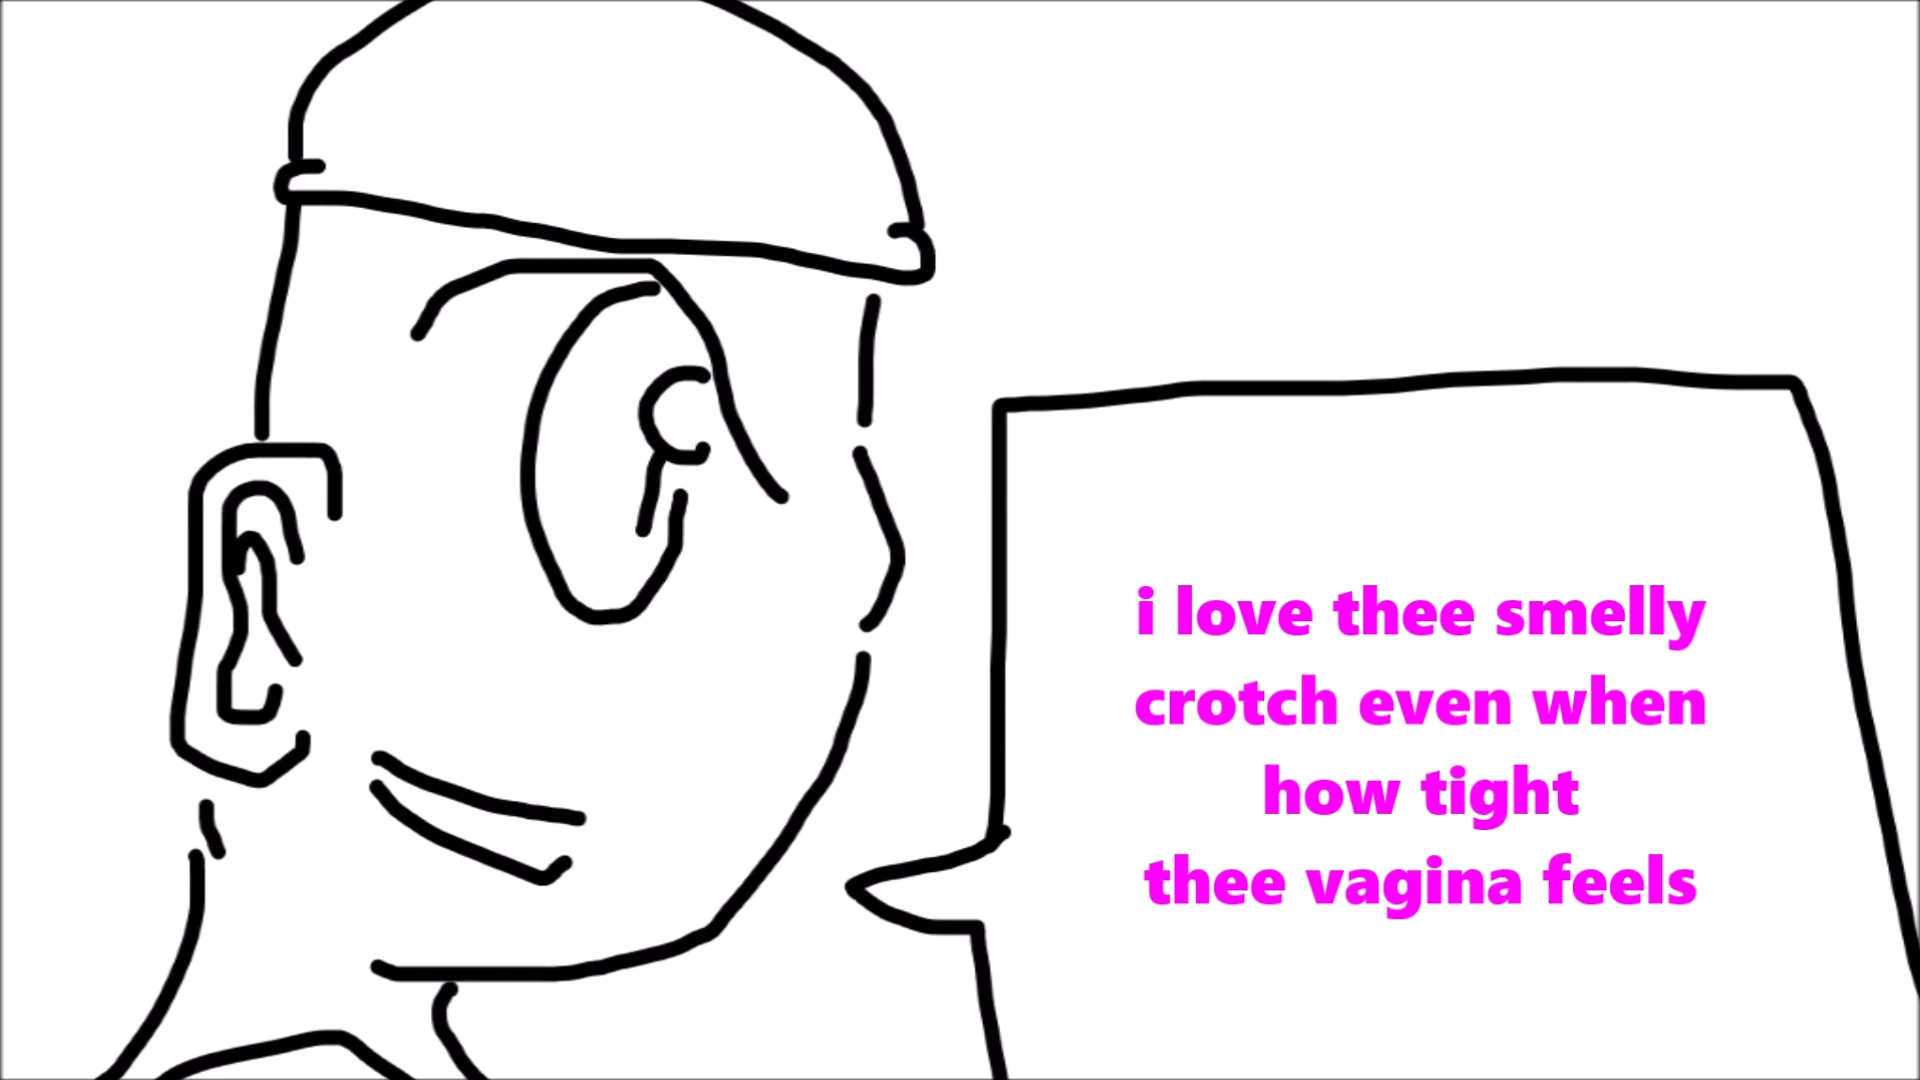 i love thee smelly
crotch even when
how tight
thee vagina feels